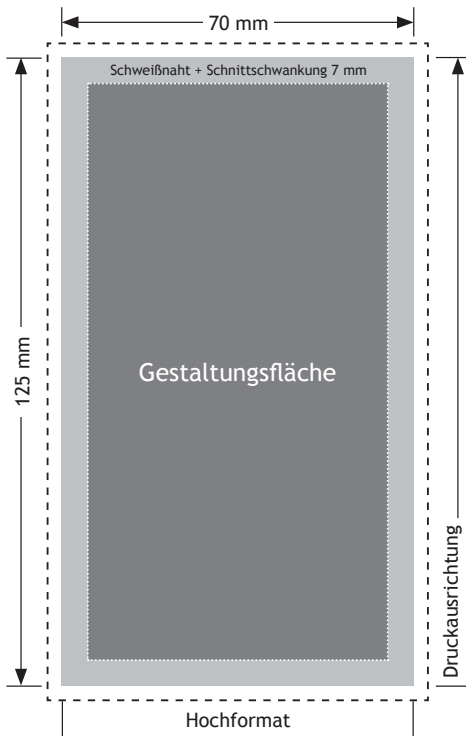 70 mm
Schweißnaht + Schnittschwankung 7 mm
125 mm
Gestaltungsfläche
Druckausrichtung
Hochformat